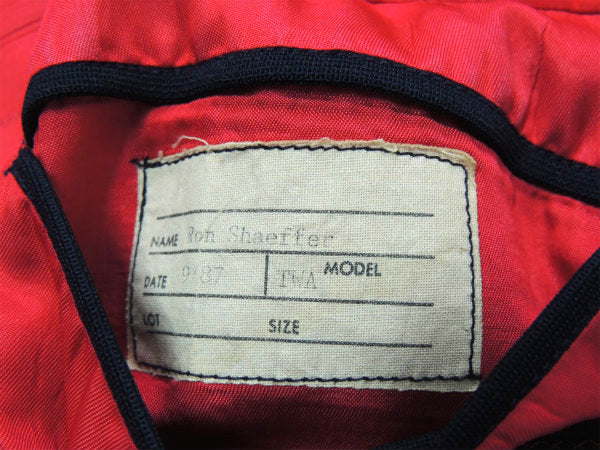 NAME Ron Shaeffer
DATE 9-87 TWA MODEL
LOT SIZE